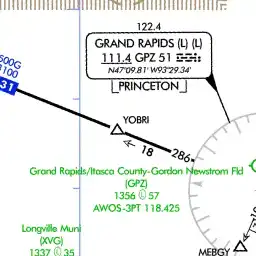 122.4
GRAND RAPIDS (L) (L)
111.4 GPZ 51
N47°09.81' W93°29.34'
PRINCETON
600G
3100
31
YOBRI
18
286
Grand Rapids/Itasca County-Gordon Newstrom Fld
(GPZ)
1356 57
AWOS-3PT 118.425
Longville Muni
(XVG)
1337 35
MEBGY